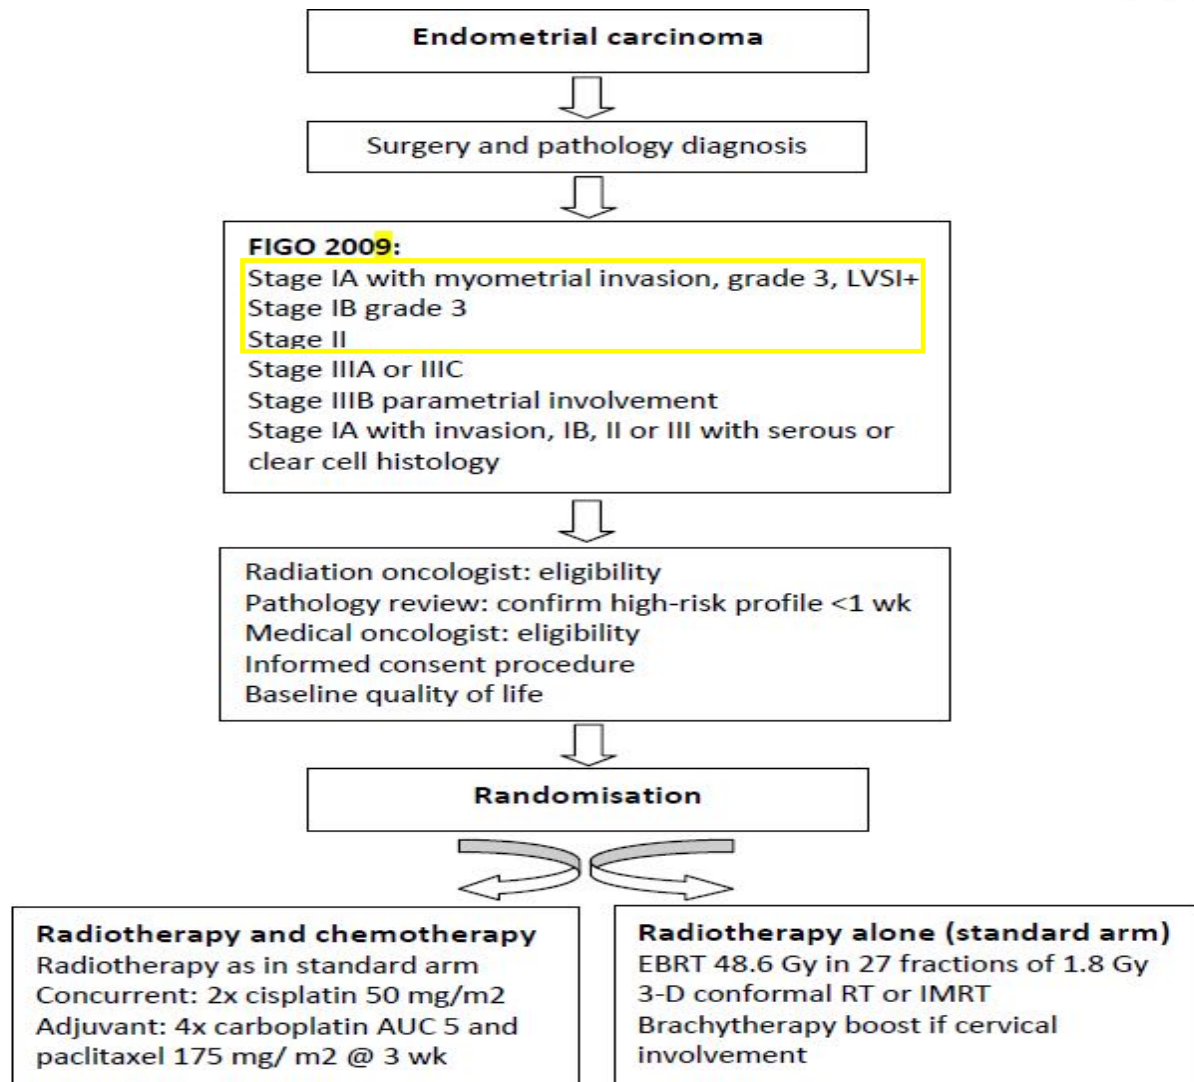 Endometrial carcinoma
Surgery and pathology diagnosis
FIGO 2009:
Stage IA with myometrial invasion, grade 3, LVSI+
Stage IB grade 3
Stage II
Stage IIIA or IIIC
Stage IIIB parametrial involvement
Stage IA with invasion, IB, II or III with serous or
clear cell histology
Radiation oncologist: eligibility
Pathology review: confirm high-risk profile <1 wk
Medical oncologist: eligibility
Informed consent procedure
Baseline quality of life
Randomisation
Radiotherapy and chemotherapy
Radiotherapy as in standard arm
Concurrent: 2x cisplatin 50 mg/m2
Adjuvant: 4x carboplatin AUC 5 and
paclitaxel 175 mg/ m2 @ 3 wk
Radiotherapy alone (standard arm)
EBRT 48.6 Gy in 27 fractions of 1.8 Gy
3-D conformal RT or IMRT
Brachytherapy boost if cervical
involvement